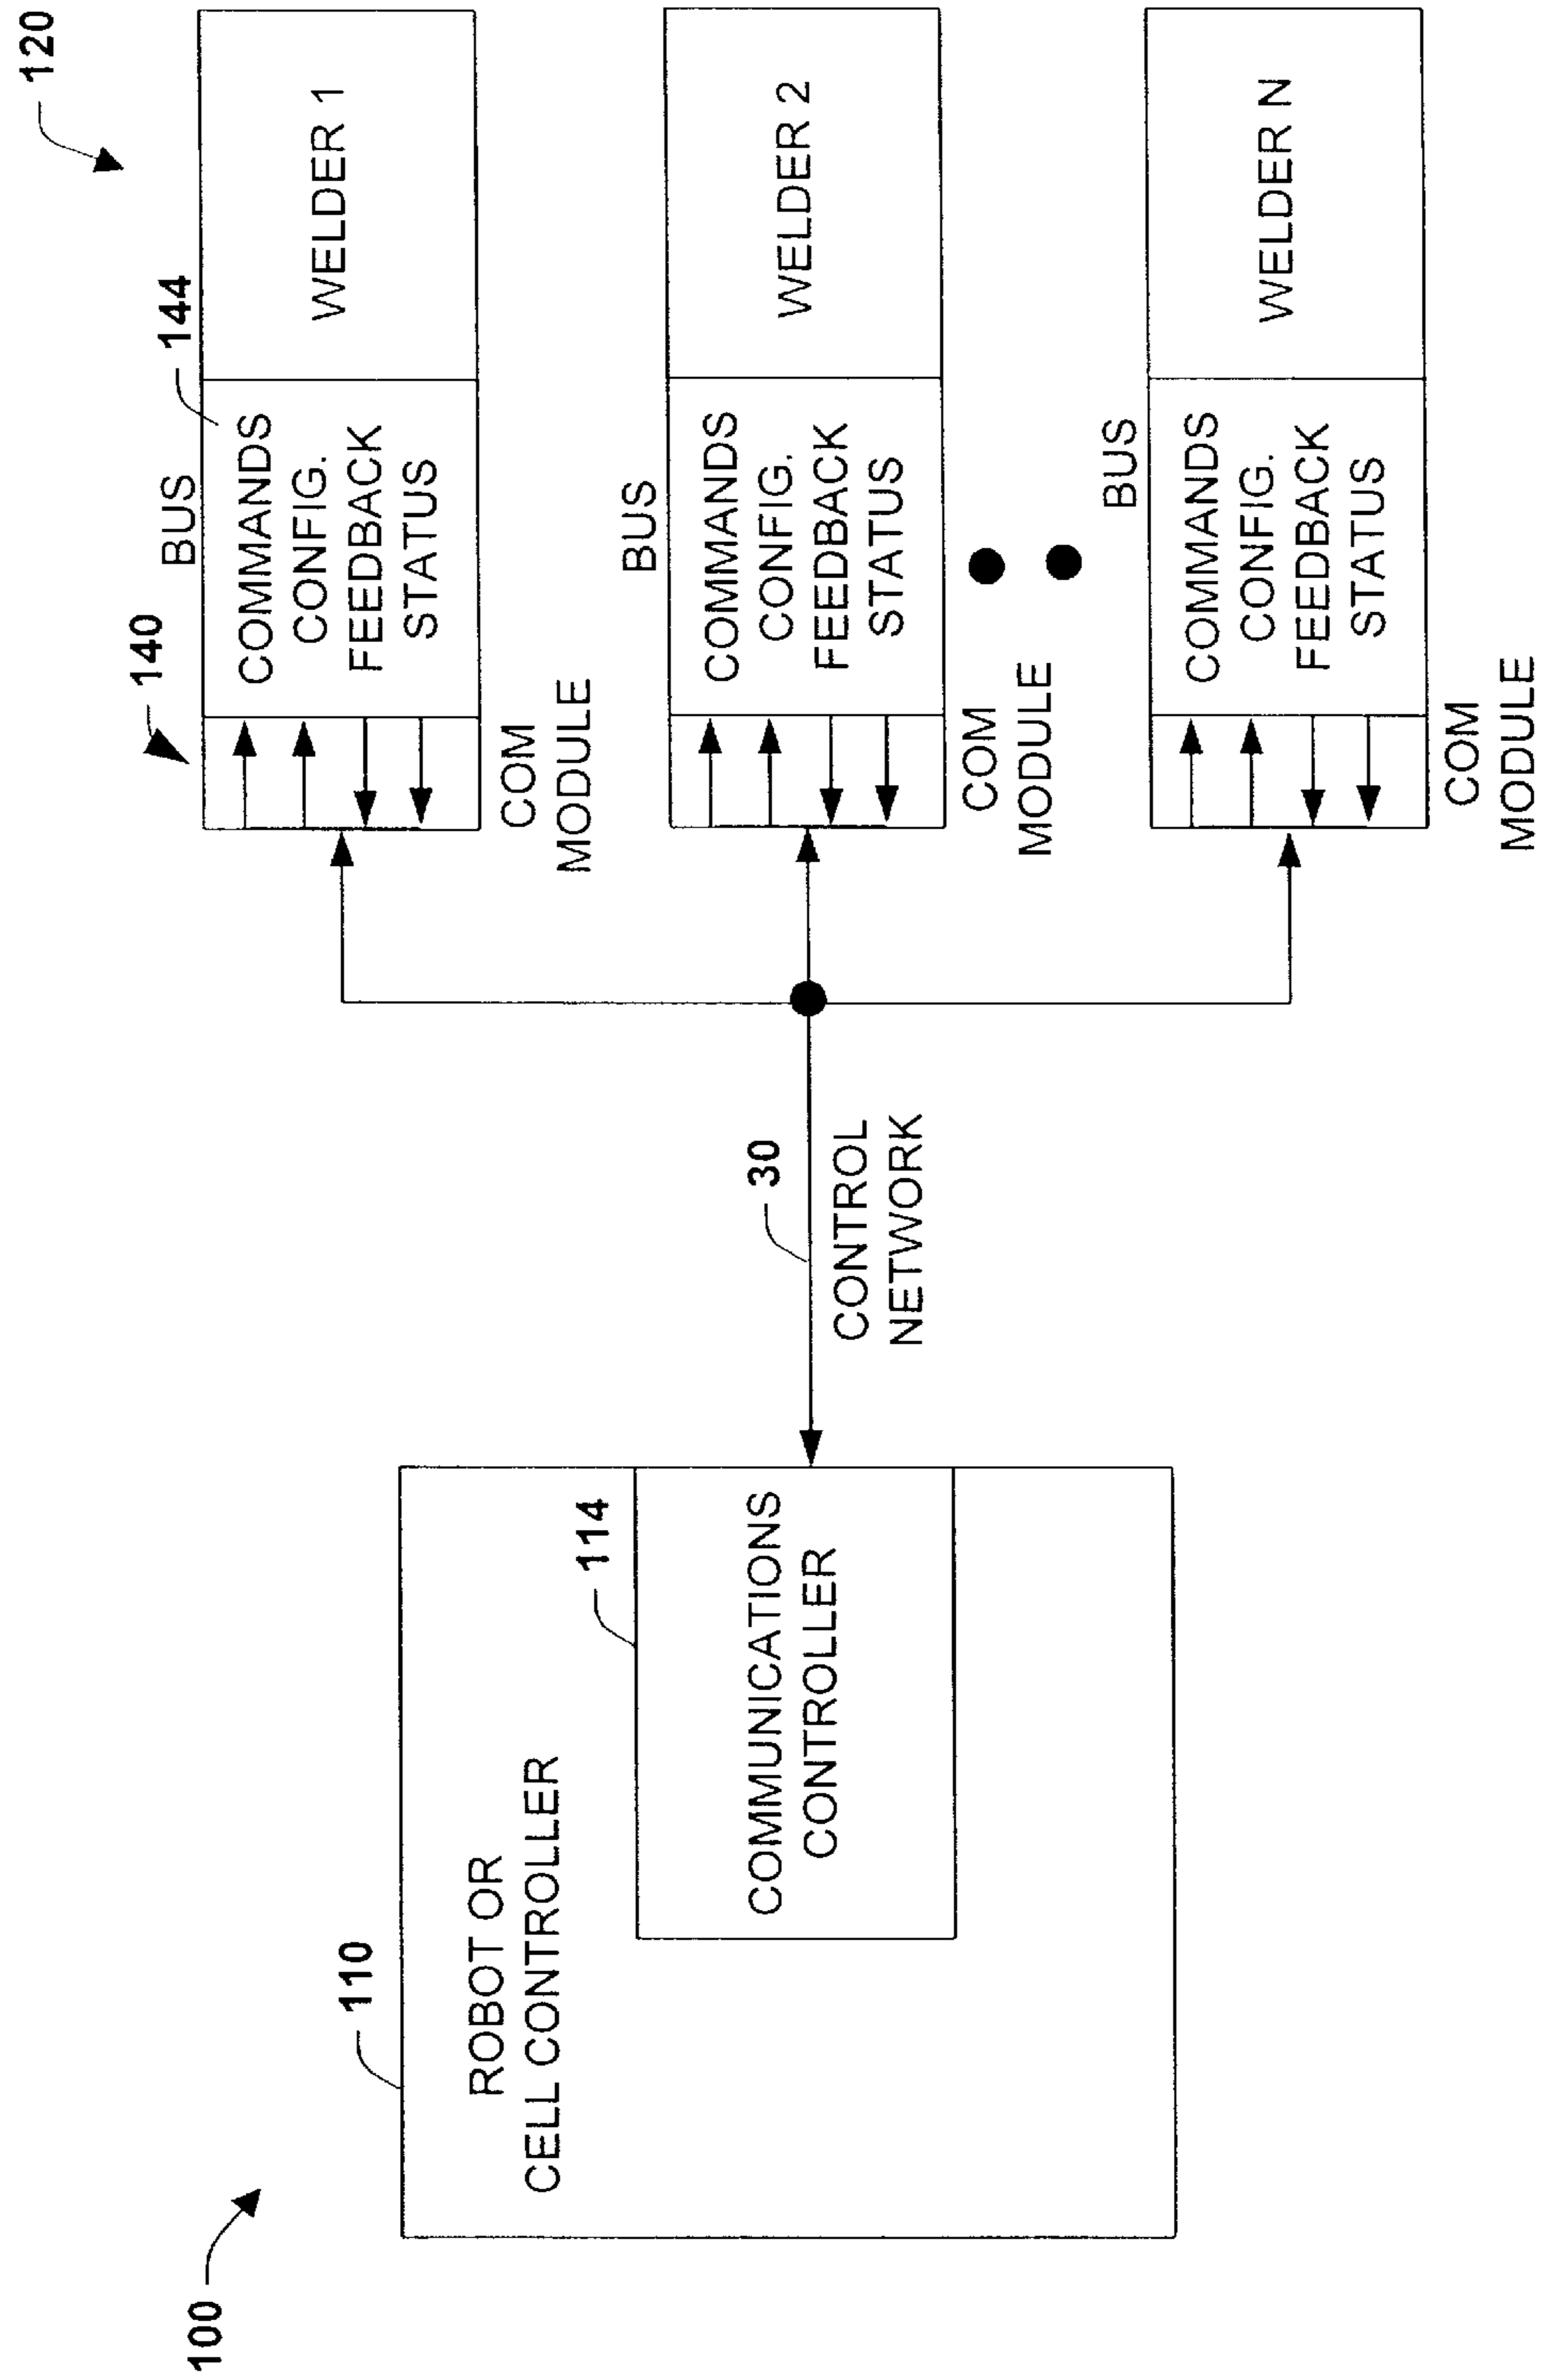 100
110
ROBOT OR
CELL CONTROLLER
114
COMMUNICATIONS
CONTROLLER
30
CONTROL
NETWORK
120
140
BUS
144
COMMANDS
CONFIG.
FEEDBACK
STATUS
WELDER 1
COM
MODULE
BUS
COMMANDS
CONFIG.
FEEDBACK
STATUS
WELDER 2
COM
MODULE
BUS
COMMANDS
CONFIG.
FEEDBACK
STATUS
WELDER N
COM
MODULE